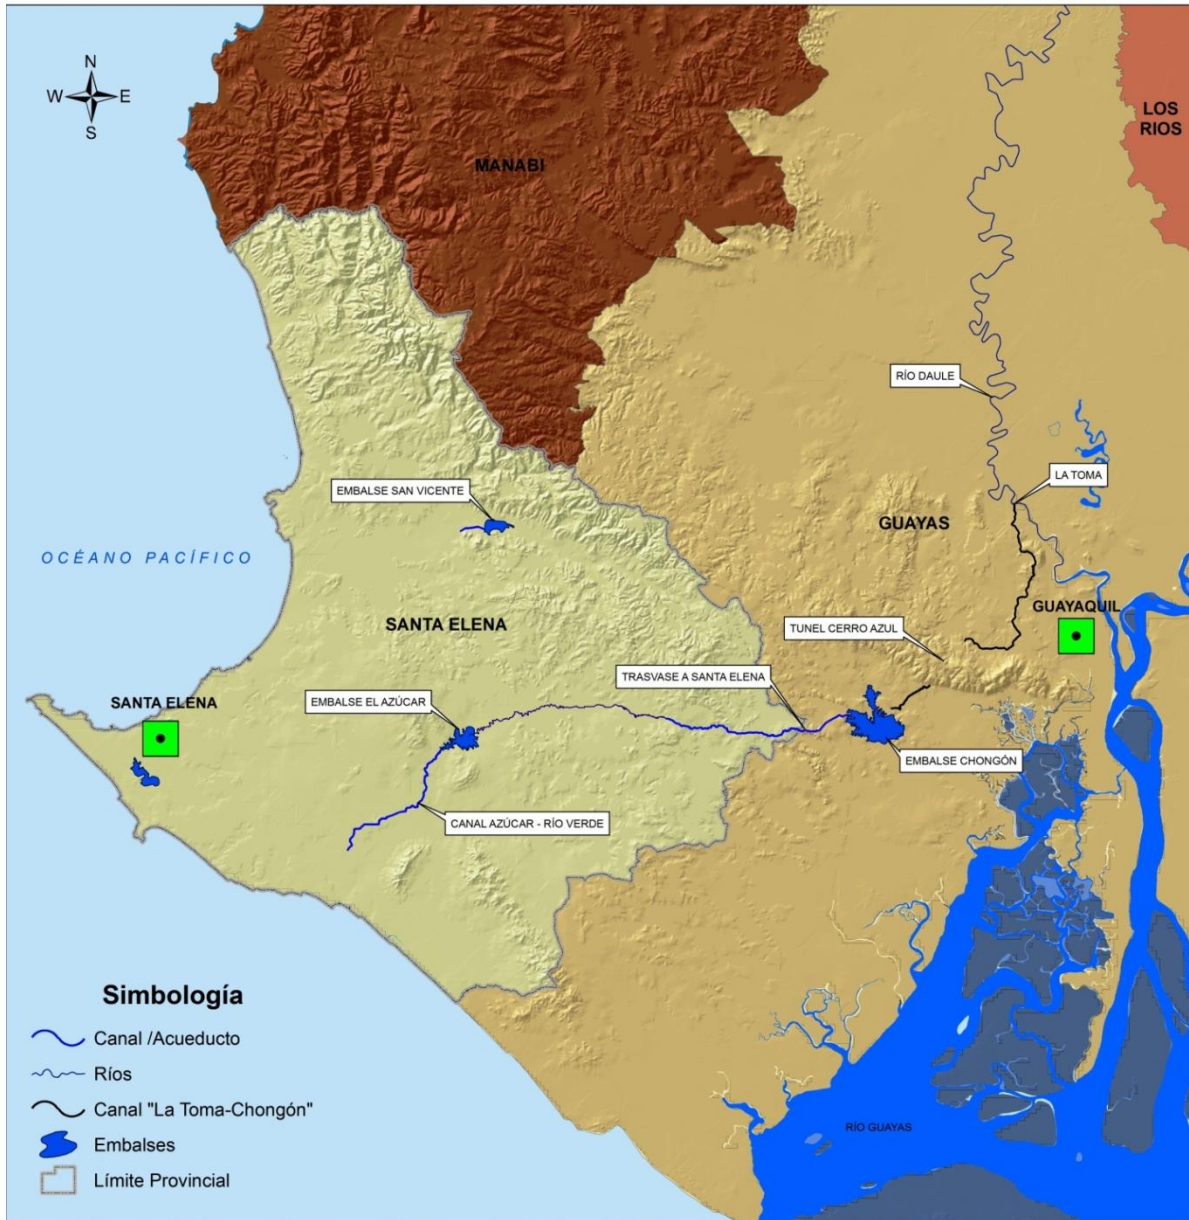 N
W E
S
LOS
RIOS
MANABI
RÍO DAULE
LA TOMA
EMBALSE SAN VICENTE
GUAYAS
OCÉANO PACÍFICO
GUAYAQUIL
SANTA ELENA
TUNEL CERRO AZUL
TRASVASE A SANTA ELENA
SANTA ELENA
EMBALSE EL AZÚCAR
EMBALSE CHONGÓN
CANAL AZÚCAR - RÍO VERDE
Simbología
Canal /Acueducto
Ríos
Canal "La Toma-Chongón"
Embalses
Límite Provincial
RÍO GUAYAS